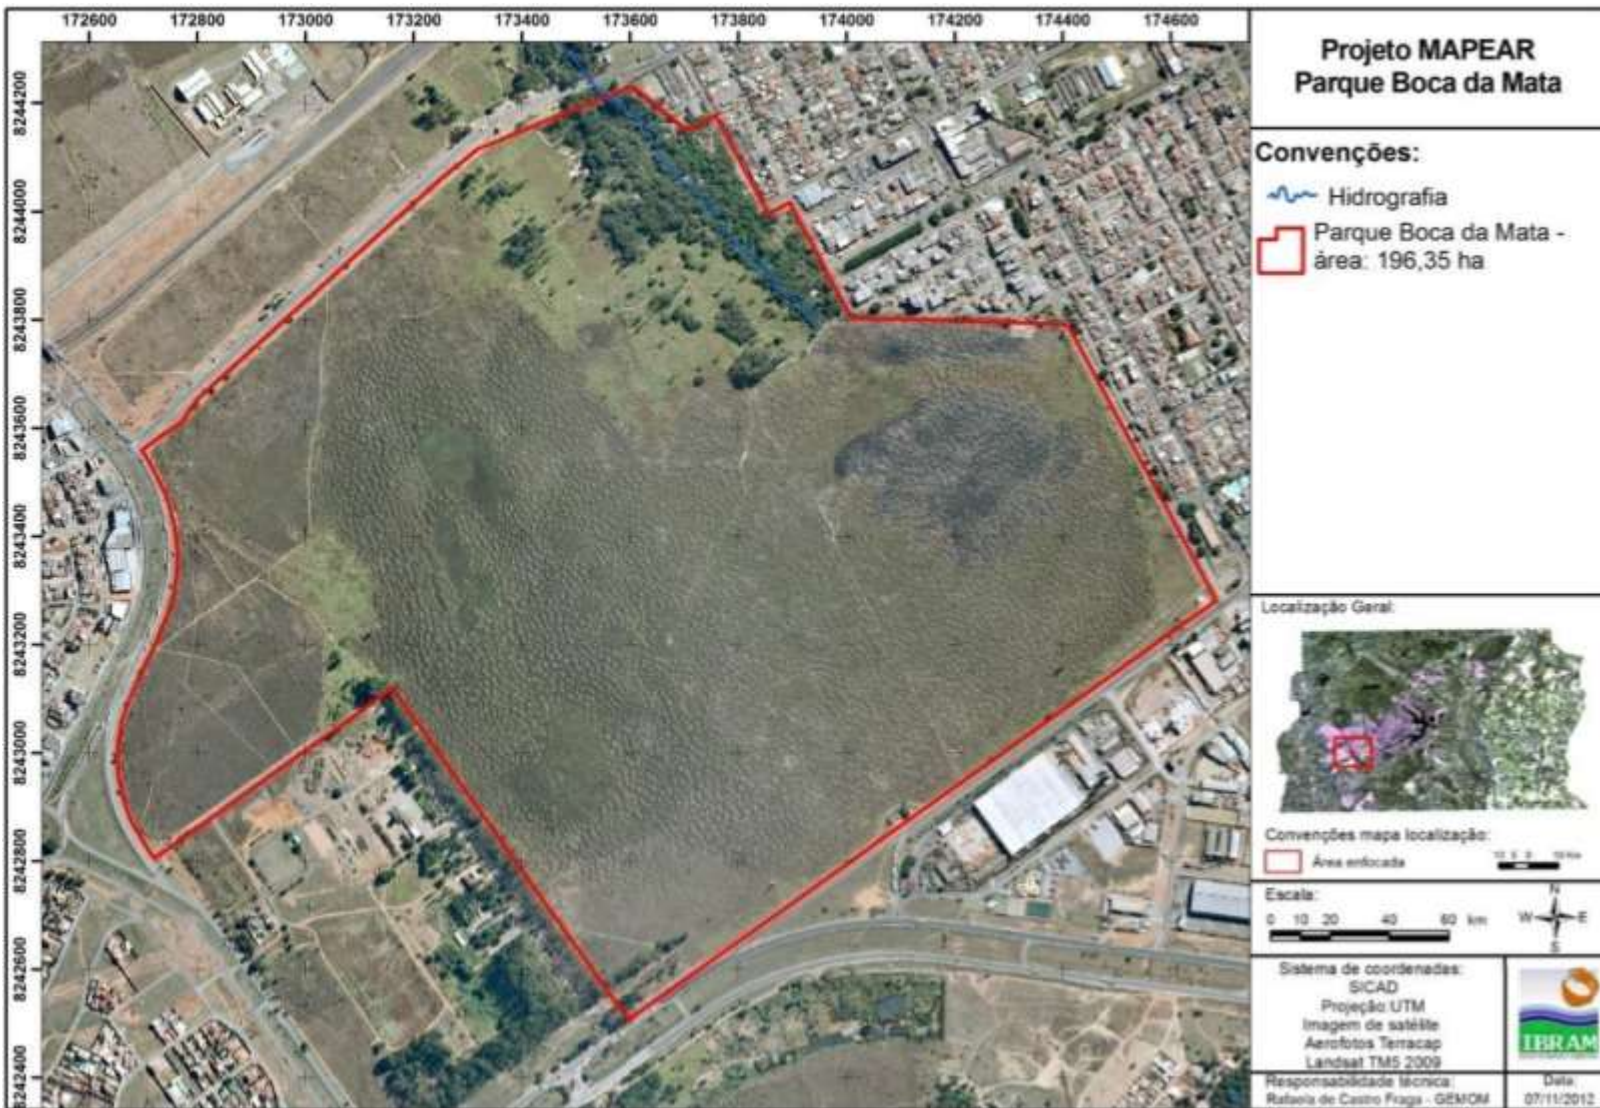 172600 172800 173000 173200 173400 173600 173800 174000 174200 174400 174600
8244200
8244000
8243800
8243600
8243400
8243200
8243000
8242800
8242600
8242400
Projeto MAPEAR
Parque Boca da Mata
Convenções:
Hidrografia
Parque Boca da Mata -
área: 196,35 ha
Localização Geral:
Convenções mapa localização:
Área enfocada
Escala:
0 10 20 40 60 km
N
W E
S
Sistema de coordenadas:
SICAD
Projeção:UTM
Imagem de satélite
Aerofotos Terracap
Landsat TM5 2009
IBRAM
Responsabilidade técnica:
Rafaela de Castro Fraga - GEMOM
Data:
07/11/2012